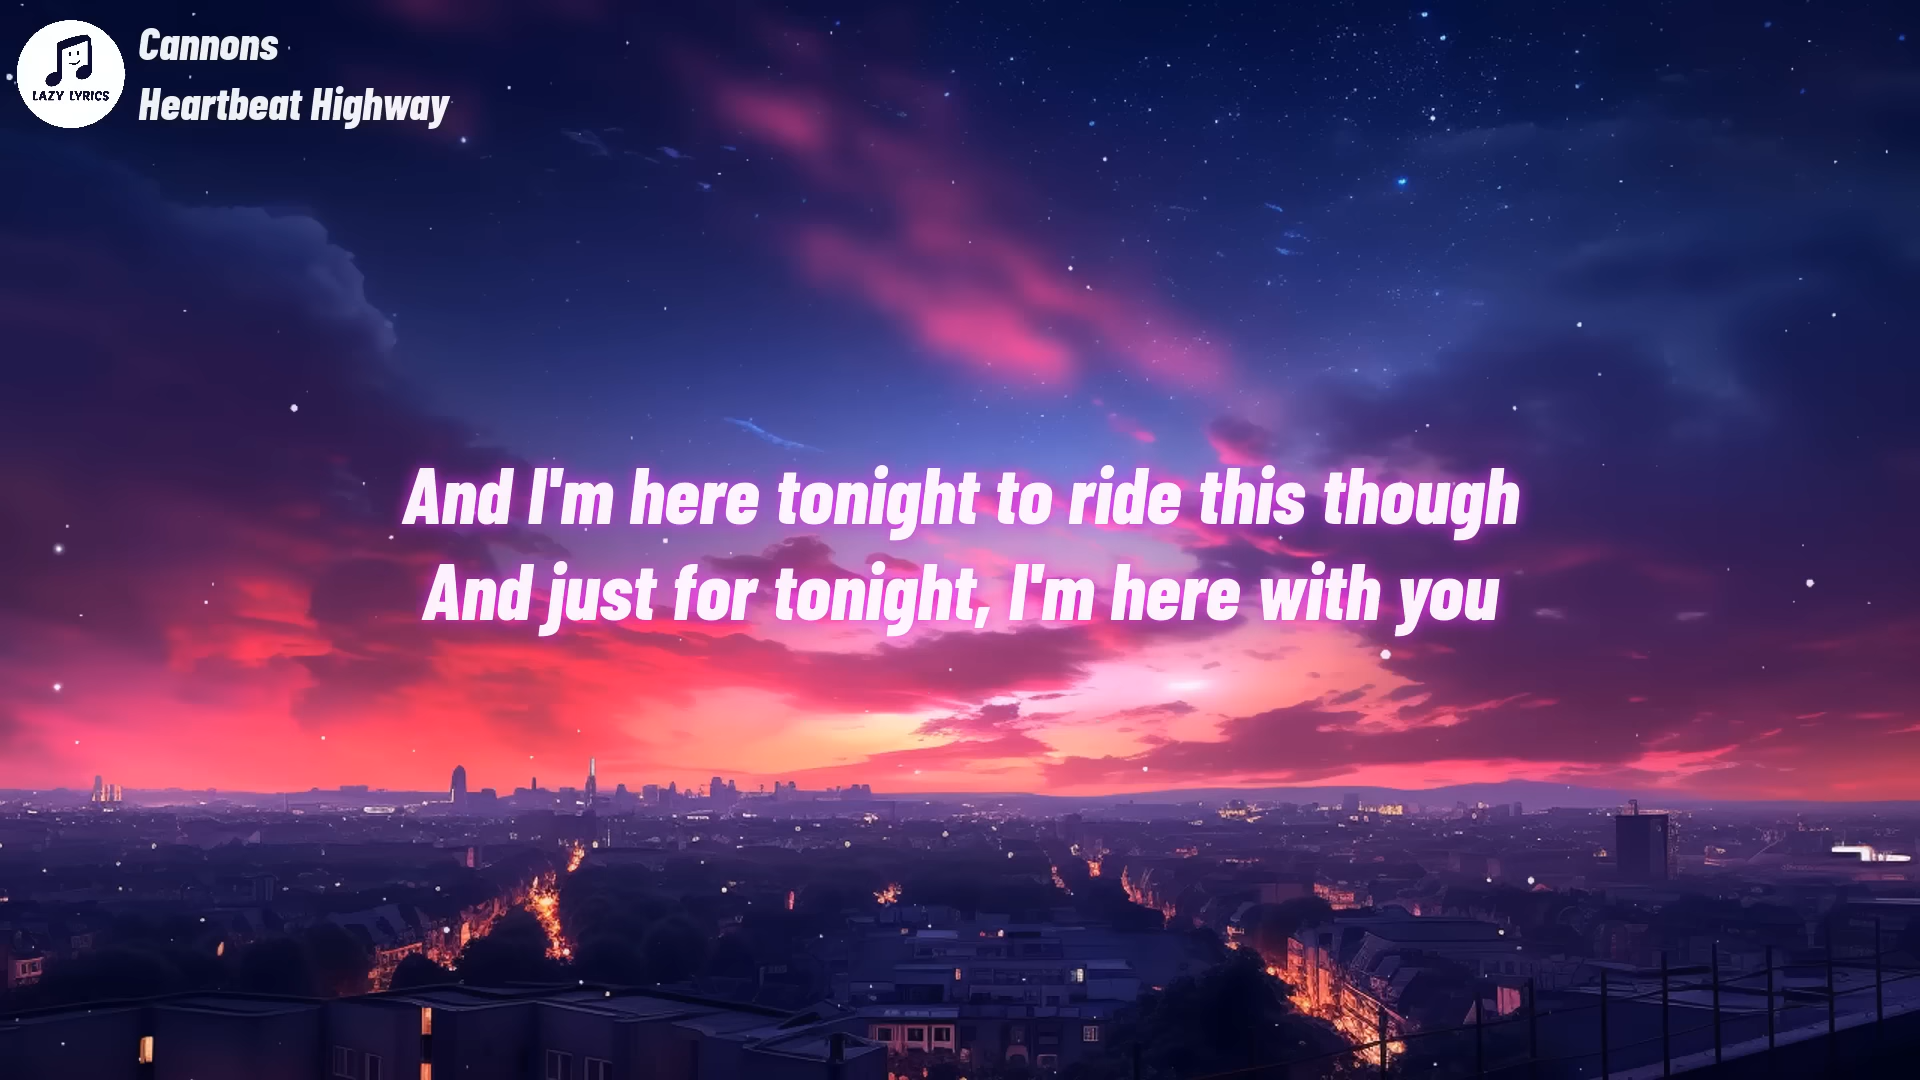 LAZY LYRICS
Cannons
Heartbeat Highway
And I'm here tonight to ride this though
And just for tonight, I'm here with you